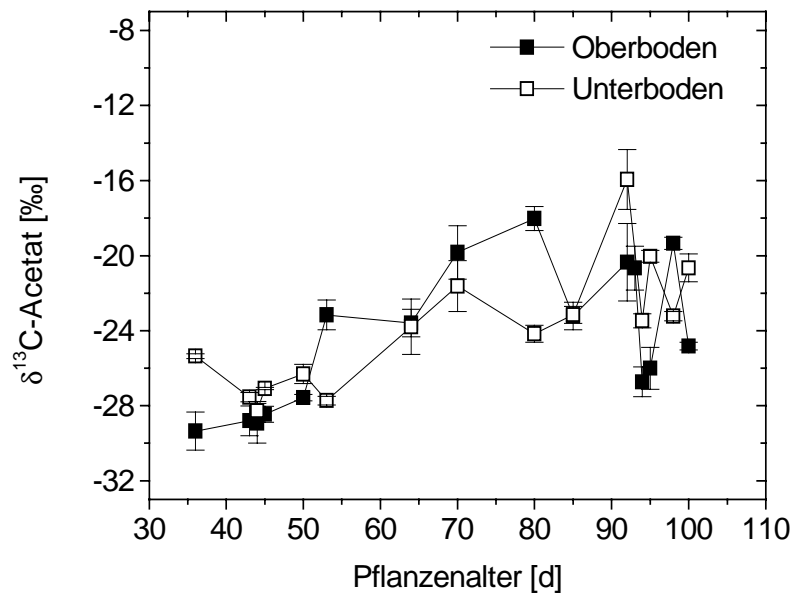 -8
-12
-16
-20
-24
-28
-32
δ¹³C-Acetat [‰]
Oberboden
Unterboden
30 40 50 60 70 80 90 100 110
Pflanzenalter [d]